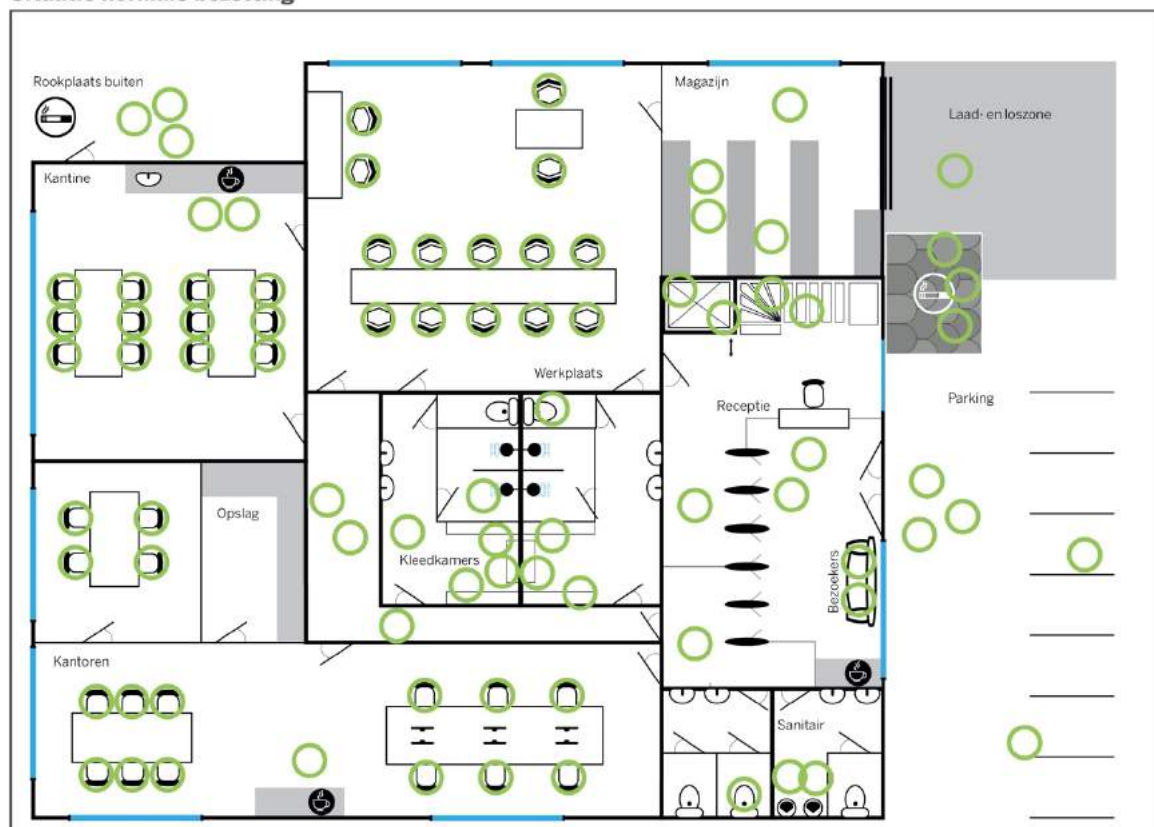 Rookplaats buiten
Magazijn
Laad- en loszone
Kantine
Werkplaats
Receptie
Parking
Opslag
Kleedkamers
Bezoekers
Kantoren
Sanitair